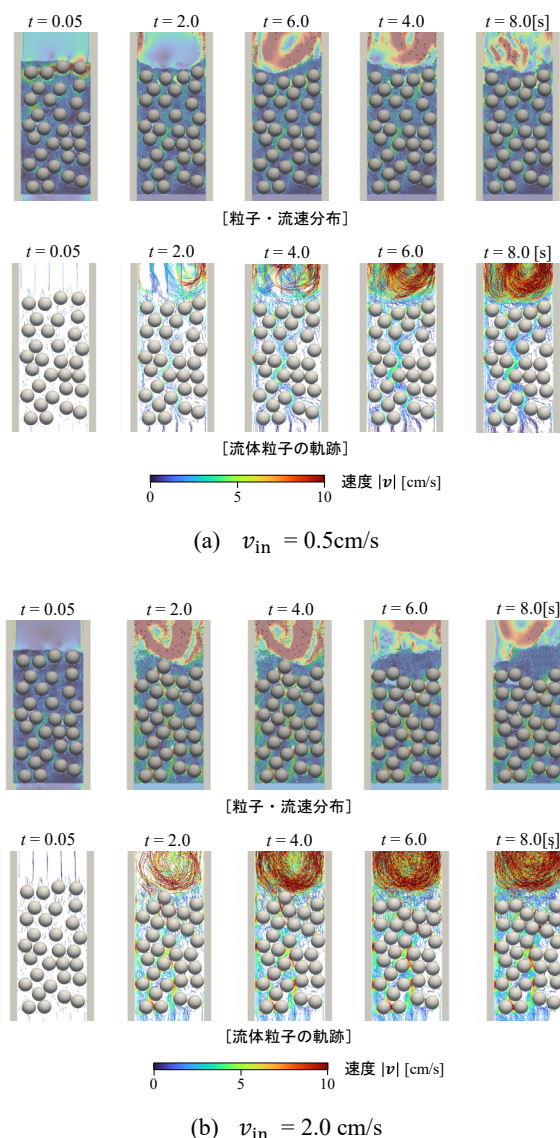 t = 0.05 t = 2.0 t = 6.0 t = 4.0 t = 8.0 [s]
[粒子・流速分布]
t = 0.05 t = 2.0 t = 4.0 t = 6.0 t = 8.0 [s]
[流体粒子の軌跡]
速度 |v| [cm/s]
0 5 10
(a) v_in = 0.5cm/s
t = 0.05 t = 2.0 t = 4.0 t = 6.0 t = 8.0[s]
[粒子・流速分布]
t = 0.05 t = 2.0 t = 4.0 t = 6.0 t = 8.0[s]
[流体粒子の軌跡]
速度 |v| [cm/s]
0 5 10
(b) v_in = 2.0 cm/s